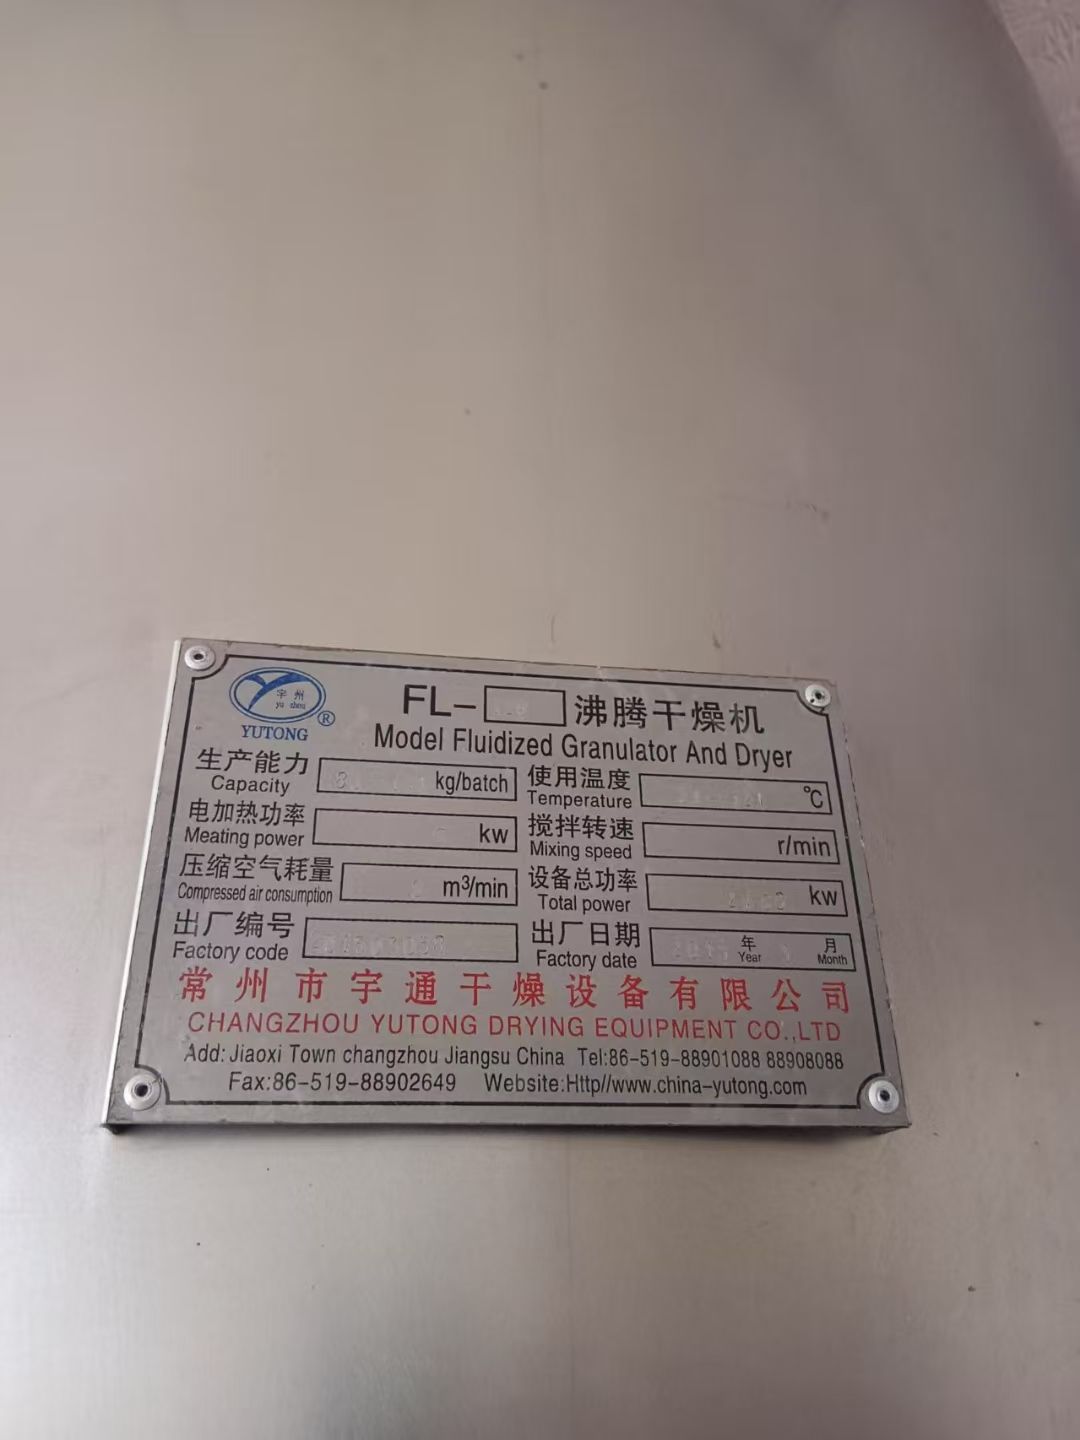 宇州
yu zhou
YUTONG ®
FL- 沸腾干燥机
Model Fluidized Granulator And Dryer
生产能力 kg/batch 使用温度 ℃
Capacity Temperature
电加热功率 kw 搅拌转速 r/min
Meating power Mixing speed
压缩空气耗量 m³/min 设备总功率 kw
Compressed air consumption Total power
出厂编号 出厂日期 年 月
Factory code Factory date Year Month
常州市宇通干燥设备有限公司
CHANGZHOU YUTONG DRYING EQUIPMENT CO.,LTD
Add: Jiaoxi Town changzhou Jiangsu China Tel:86-519-88901088 88908088
Fax:86-519-88902649 Website:Http//www.china-yutong.com